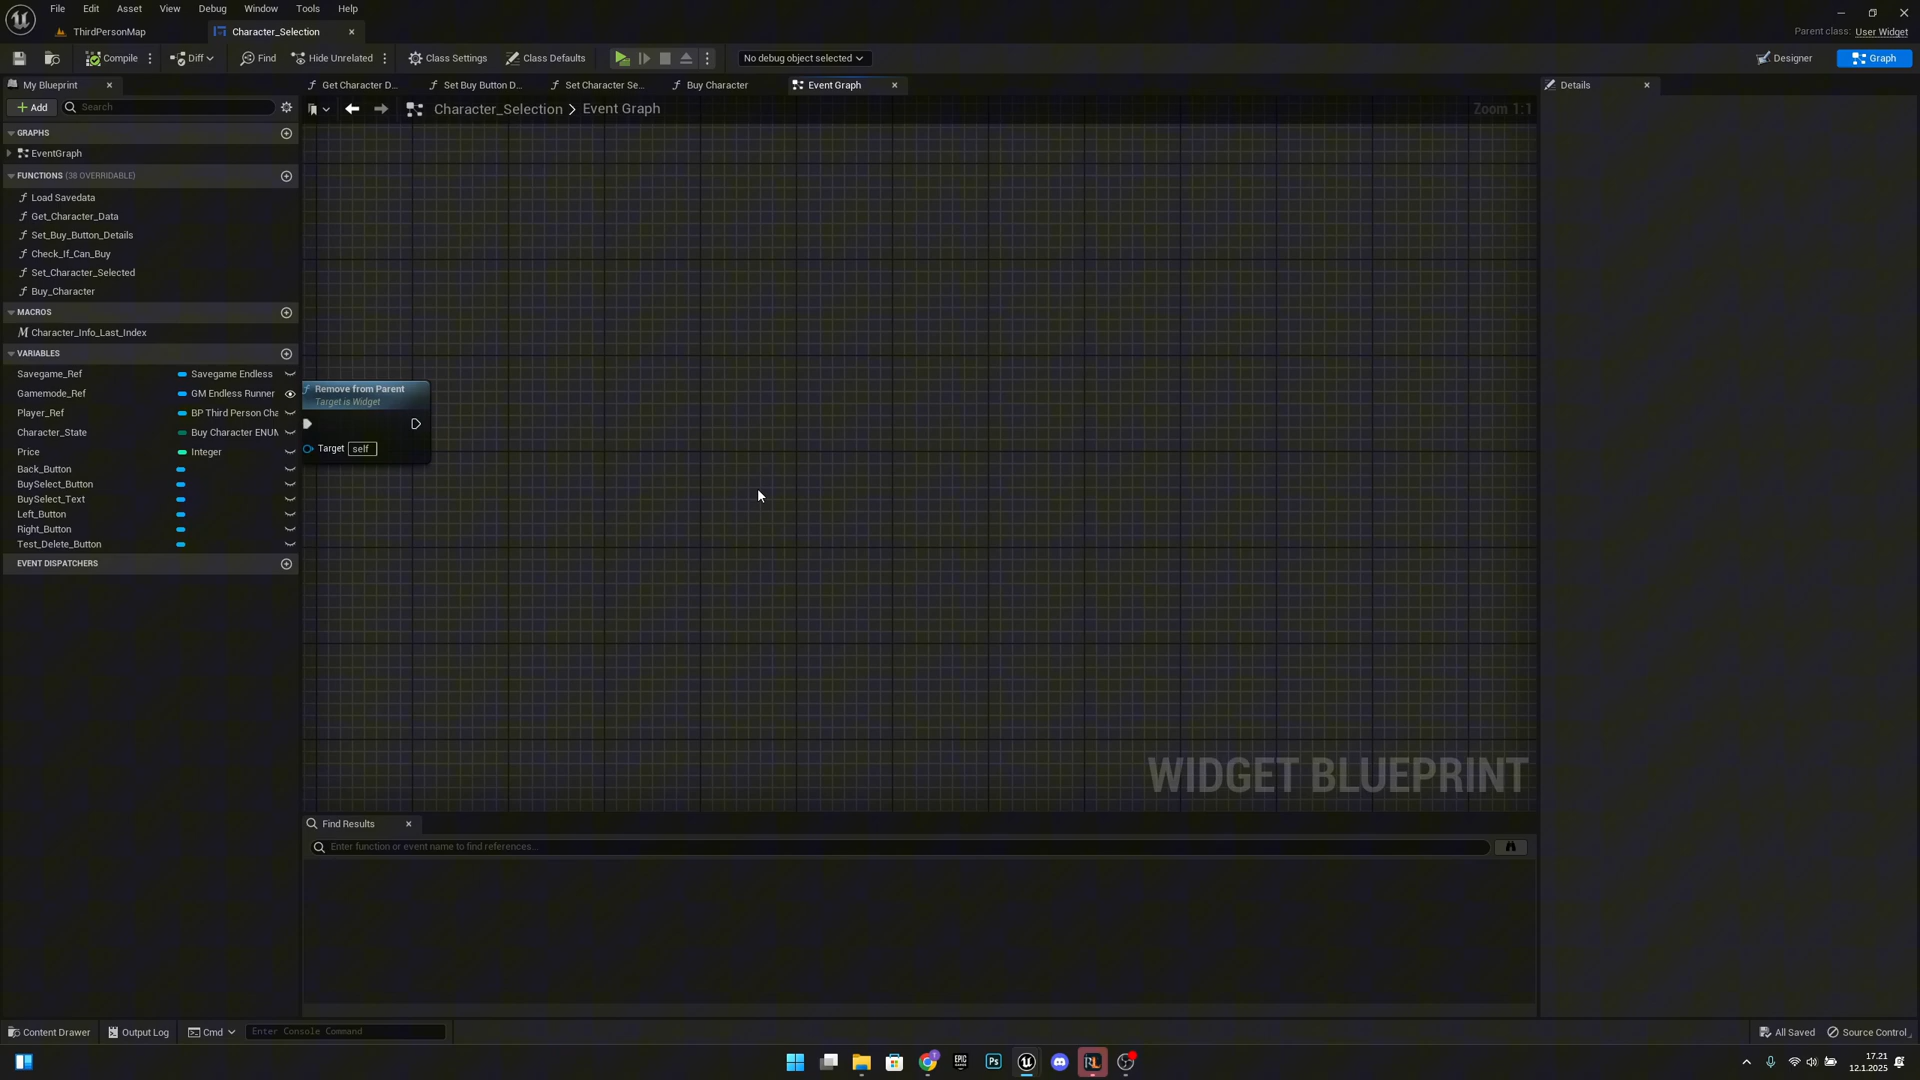 File Edit Asset View Window Debug Tools Help
ThirdPersonMap
Character_Selection
Parent class: User Widget
Compile
Diff
Find
Hide Unrelated
Class Settings
Class Defaults
No debug object selected
Designer
Graph
My Blueprint
Get Character D...
Set Buy Button D...
Set Character Se...
Buy Character
Event Graph
Details
Add
Search
Character_Selection > Event Graph
Zoom 1:1
GRAPHS
EventGraph
FUNCTIONS (38 OVERRIDABLE)
Load Savedata
Get_Character_Data
Set_Buy_Button_Details
Check_If_Can_Buy
Set_Character_Selected
Buy_Character
MACROS
Character_Info_Last_Index
VARIABLES
Savegame_Ref Savegame Endless
Gamemode_Ref GM Endless Runner
Player_Ref BP Third Person Cha
Character_State Buy Character ENUM
Price Integer
Back_Button
BuySelect_Button
BuySelect_Text
Left_Button
Right_Button
Test_Delete_Button
EVENT DISPATCHERS
Remove from Parent
Target is Widget
Target self
WIDGET BLUEPRINT
Find Results
Enter function or event name to find references...
Content Drawer
Output Log
Cmd
Enter Console Command
All Saved
Source Control
EPIC
Ps
RL
17.21
12.1.2025